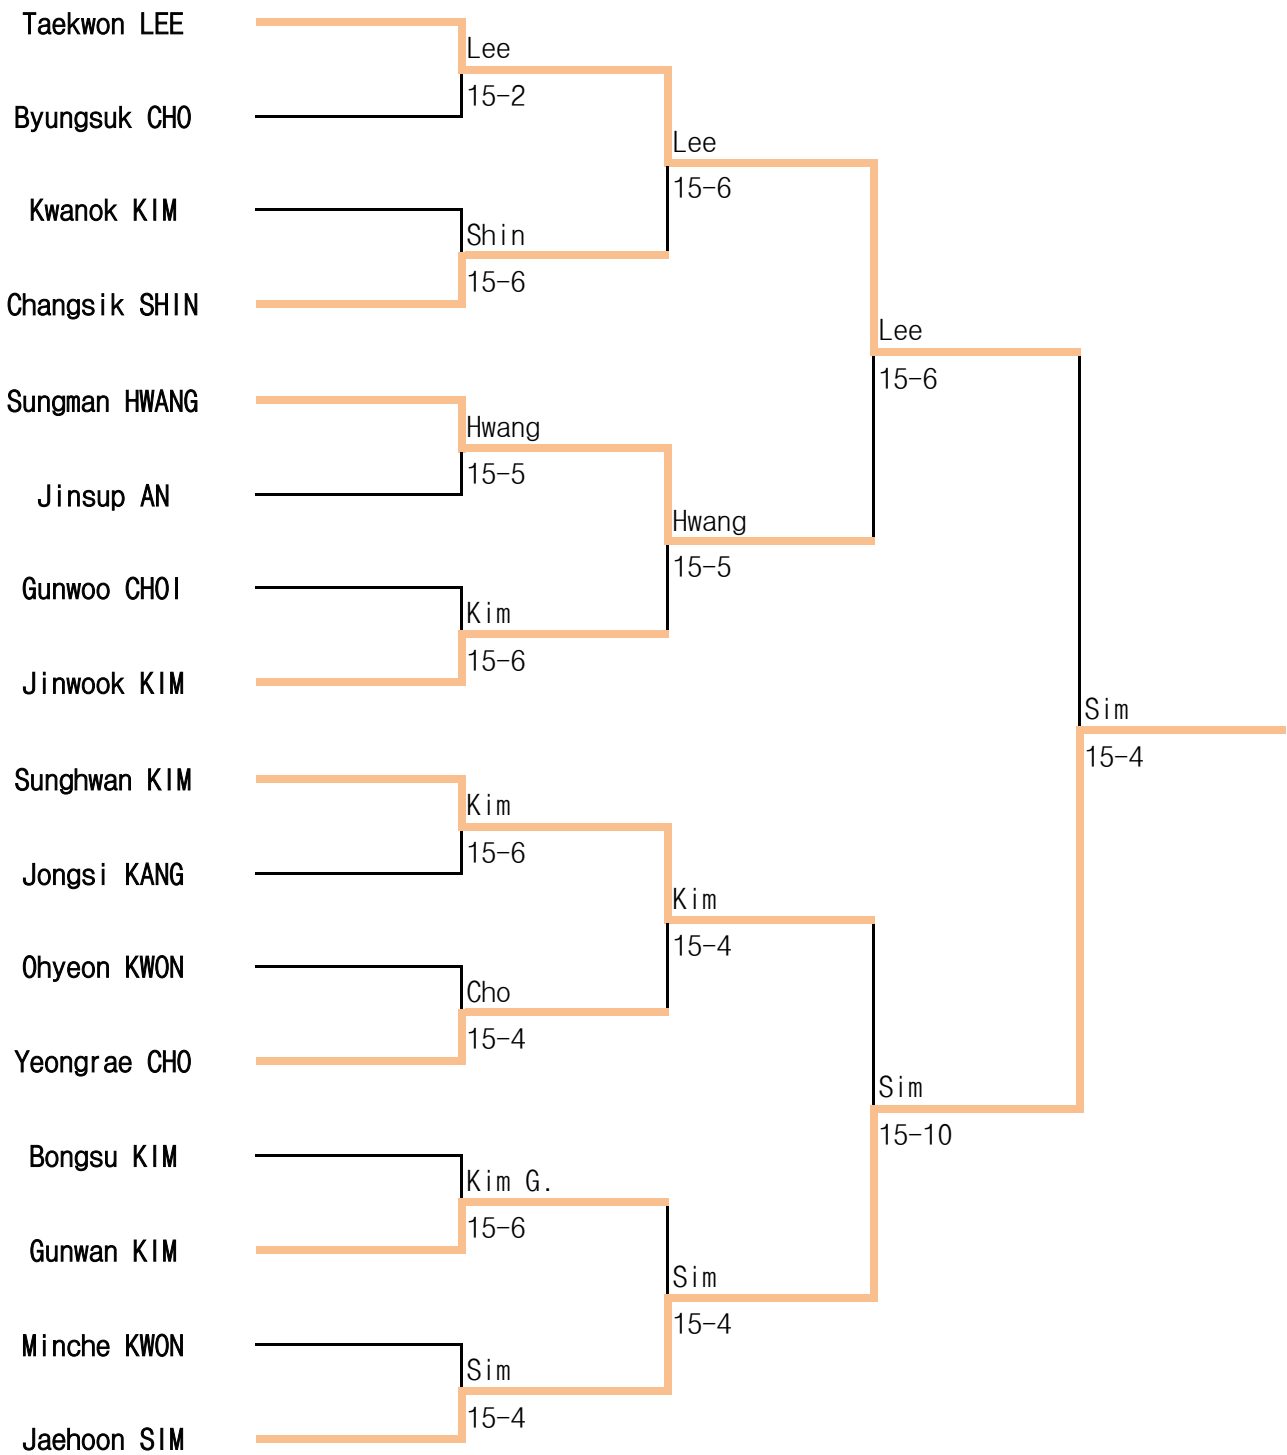 Taekwon LEE
Lee
15-2
Byungsuk CHO
Lee
15-6
Kwanok KIM
Shin
15-6
Changsik SHIN
Lee
15-6
Sungman HWANG
Hwang
15-5
Jinsup AN
Hwang
15-5
Gunwoo CHOI
Kim
15-6
Jinwook KIM
Sim
15-4
Sunghwan KIM
Kim
15-6
Jongsi KANG
Kim
15-4
Ohyeon KWON
Cho
15-4
Yeongrae CHO
Sim
15-10
Bongsu KIM
Kim G.
15-6
Gunwan KIM
Sim
15-4
Minche KWON
Sim
15-4
Jaehoon SIM